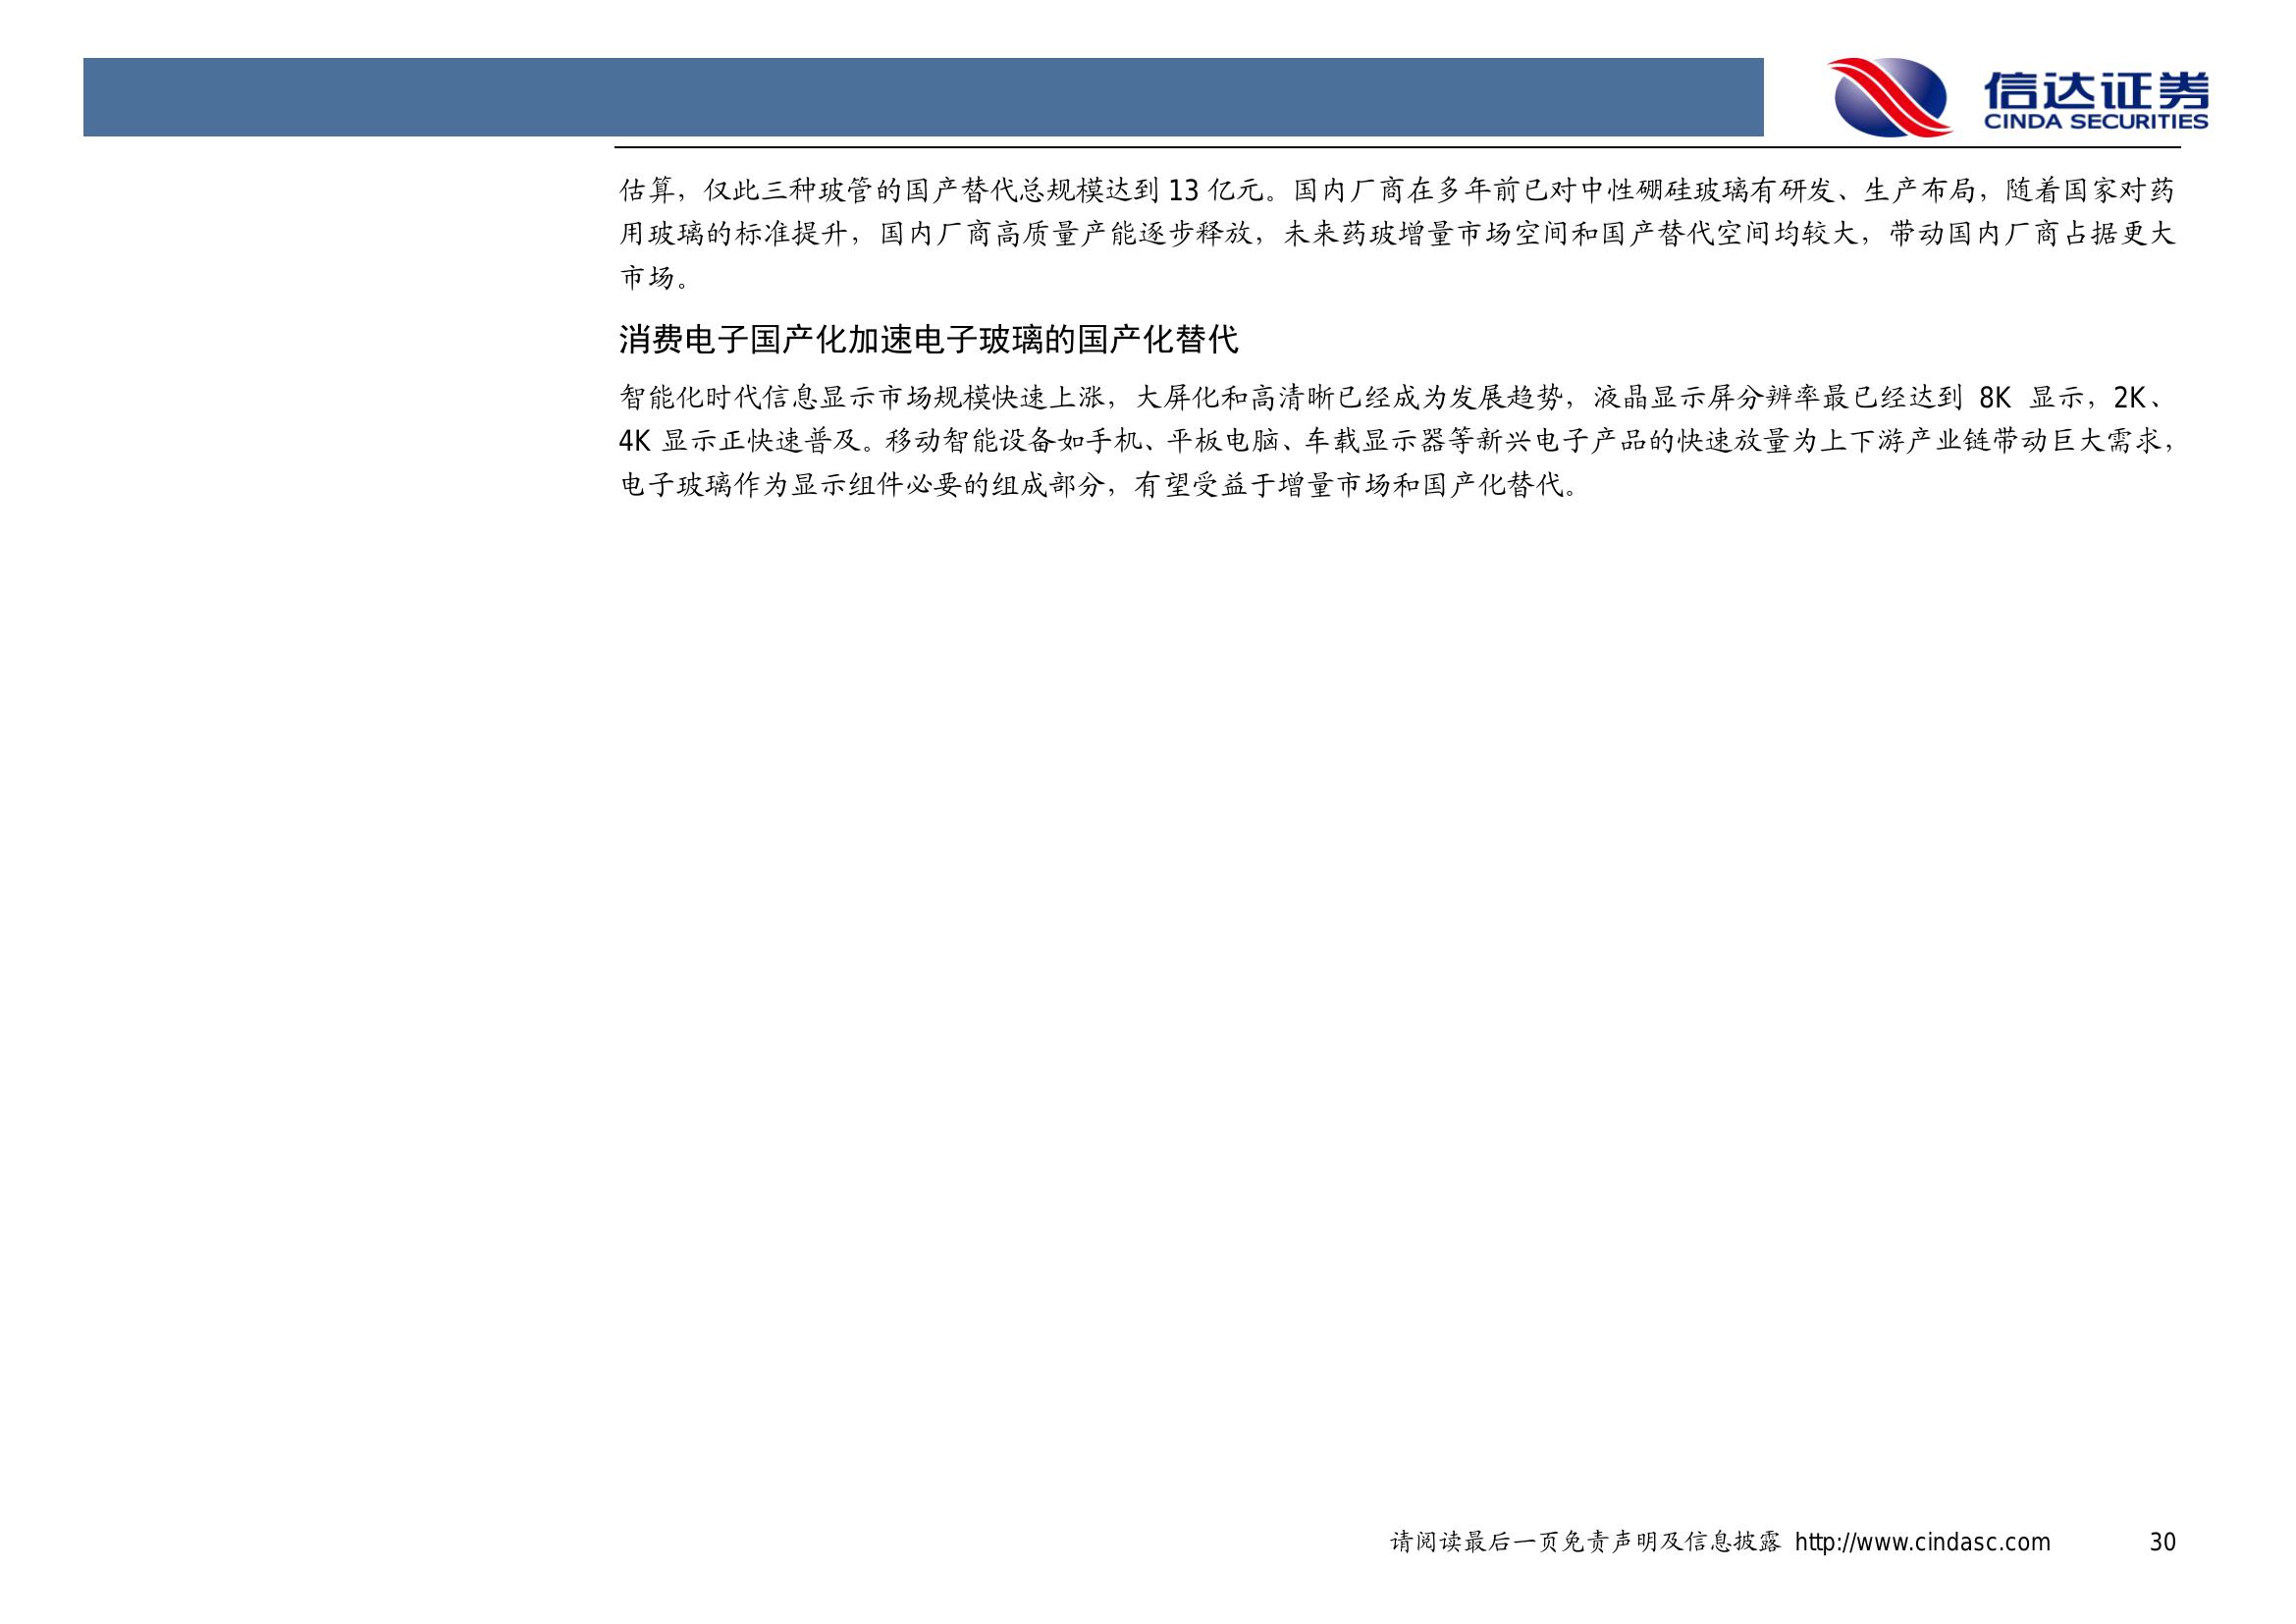 信达证券
CINDA SECURITIES
估算，仅此三种玻管的国产替代总规模达到 13 亿元。国内厂商在多年前已对中性硼硅玻璃有研发、生产布局，随着国家对药
用玻璃的标准提升，国内厂商高质量产能逐步释放，未来药玻增量市场空间和国产替代空间均较大，带动国内厂商占据更大
市场。
消费电子国产化加速电子玻璃的国产化替代
智能化时代信息显示市场规模快速上涨，大屏化和高清晰已经成为发展趋势，液晶显示屏分辨率最已经达到 8K 显示，2K、
4K 显示正快速普及。移动智能设备如手机、平板电脑、车载显示器等新兴电子产品的快速放量为上下游产业链带动巨大需求，
电子玻璃作为显示组件必要的组成部分，有望受益于增量市场和国产化替代。
请阅读最后一页免责声明及信息披露 http://www.cindasc.com 30